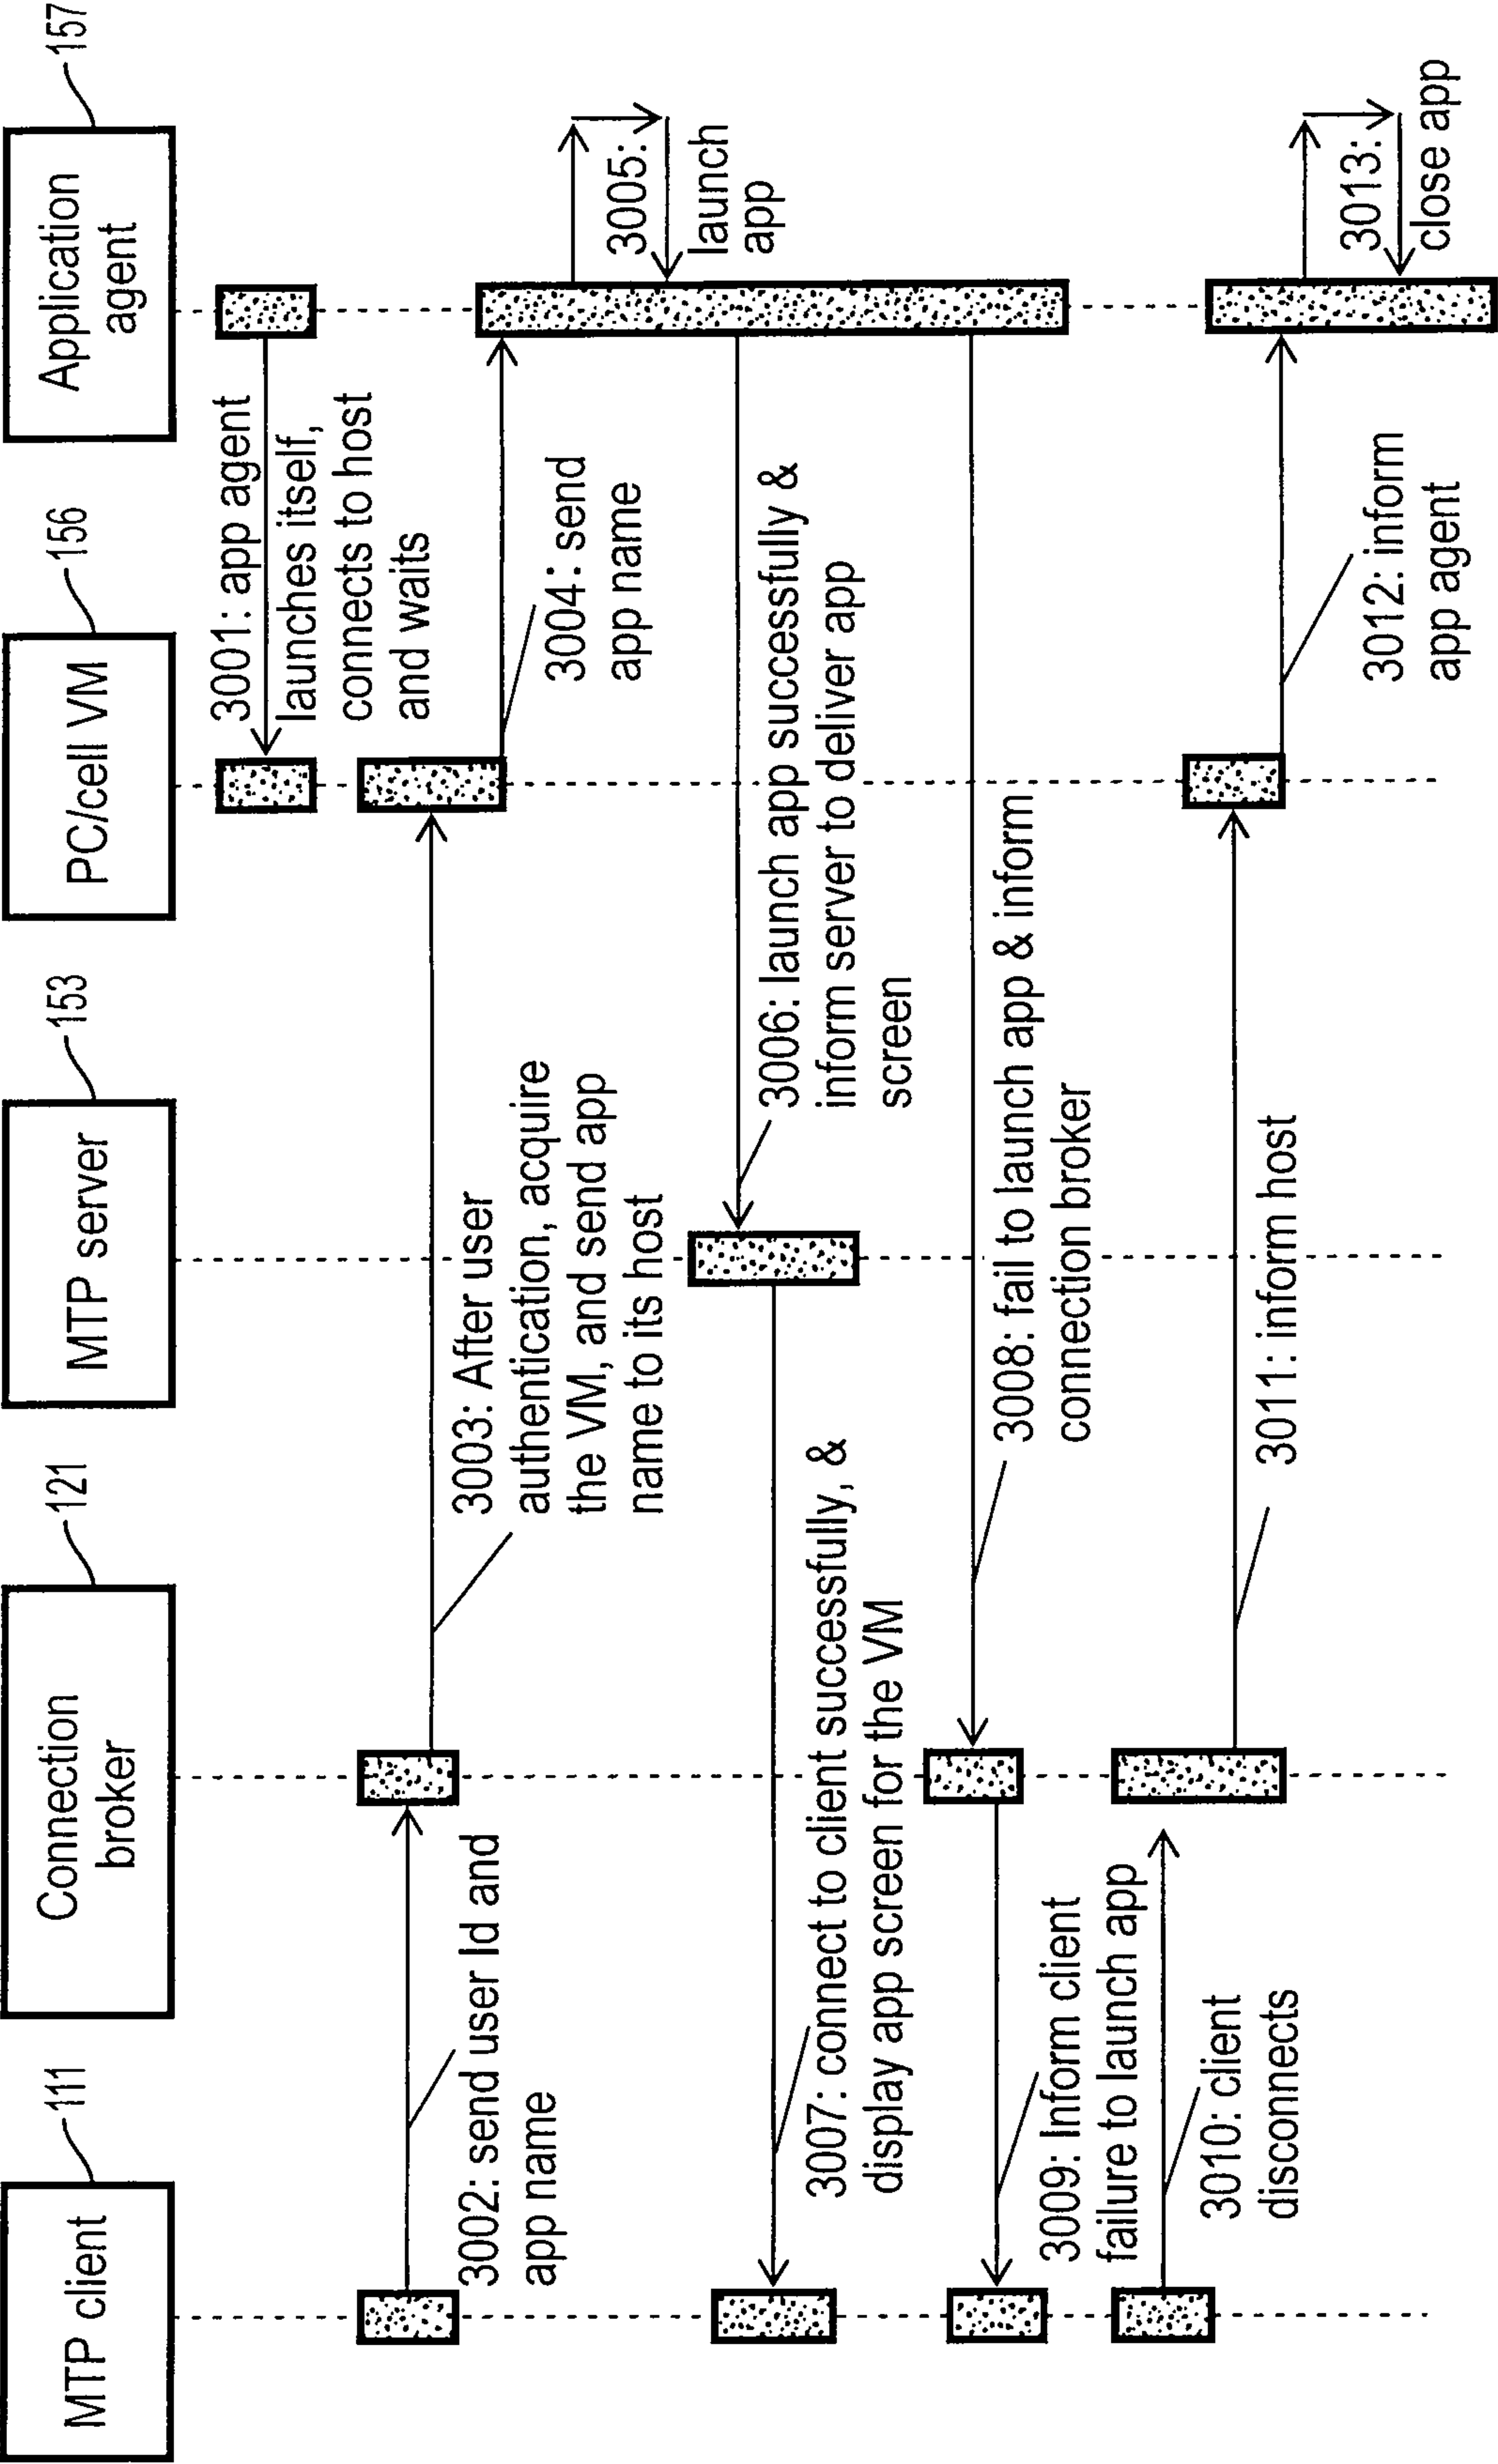 MTP client
111
Connection
broker
121
MTP server
153
PC/cell VM
156
Application
agent
157
3001: app agent
launches itself,
connects to host
and waits
3002: send user Id and
app name
3003: After user
authentication, acquire
the VM, and send app
name to its host
3004: send
app name
3005:
launch
app
3006: launch app successfully &
inform server to deliver app
screen
3007: connect to client successfully, &
display app screen for the VM
3008: fail to launch app & inform
connection broker
3009: Inform client
failure to launch app
3010: client
disconnects
3011: inform host
3012: inform
app agent
3013:
close app